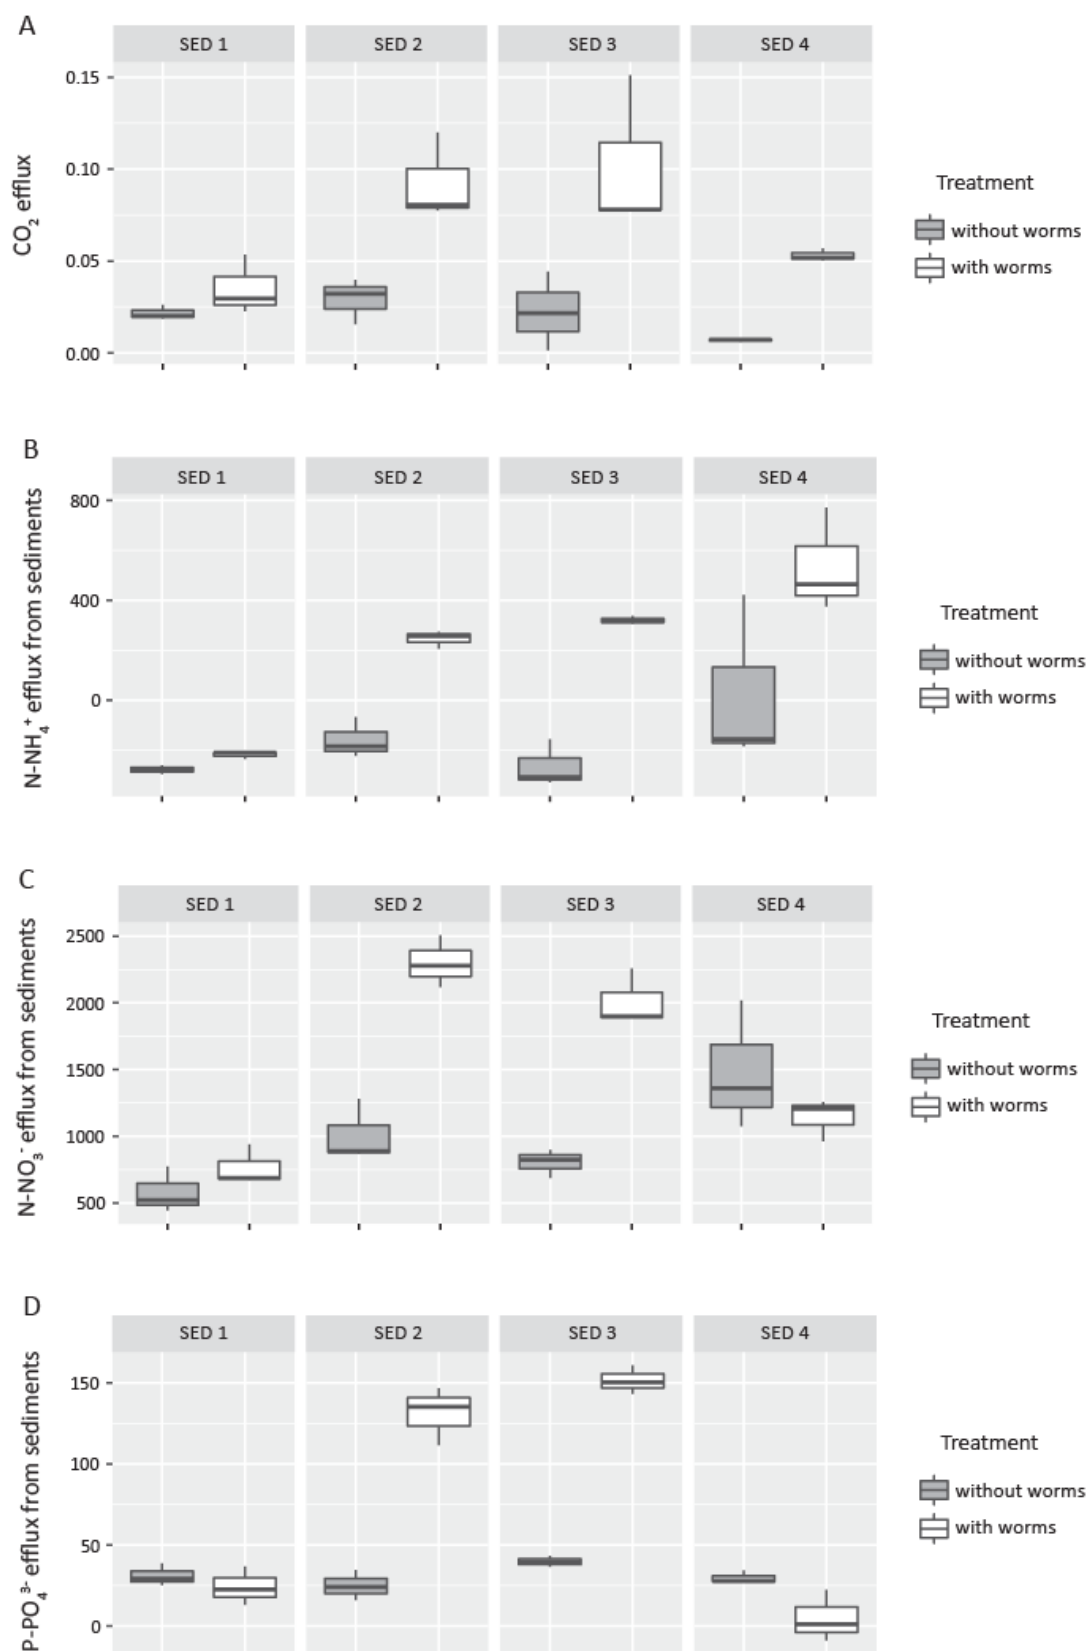 A
SED 1 SED 2 SED 3 SED 4
CO₂ efflux
0.15
0.10
0.05
0.00
Treatment
without worms
with worms
B
SED 1 SED 2 SED 3 SED 4
N-NH₄⁺ efflux from sediments
800
400
0
Treatment
without worms
with worms
C
SED 1 SED 2 SED 3 SED 4
N-NO₃⁻ efflux from sediments
2500
2000
1500
1000
500
Treatment
without worms
with worms
D
SED 1 SED 2 SED 3 SED 4
P-PO₄³⁻ efflux from sediments
150
100
50
0
Treatment
without worms
with worms